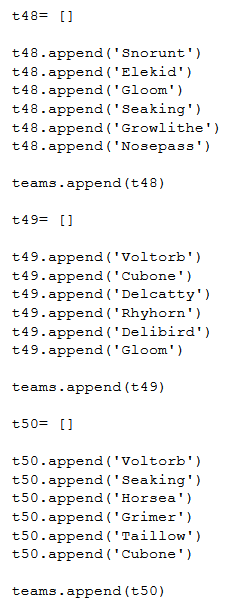 t48= []
t48.append('Snorunt')
t48.append('Elekid')
t48.append('Gloom')
t48.append('Seaking')
t48.append('Growlithe')
t48.append('Nosepass')
teams.append(t48)
t49= []
t49.append('Voltorb')
t49.append('Cubone')
t49.append('Delcatty')
t49.append('Rhyhorn')
t49.append('Delibird')
t49.append('Gloom')
teams.append(t49)
t50= []
t50.append('Voltorb')
t50.append('Seaking')
t50.append('Horsea')
t50.append('Grimer')
t50.append('Taillow')
t50.append('Cubone')
teams.append(t50)